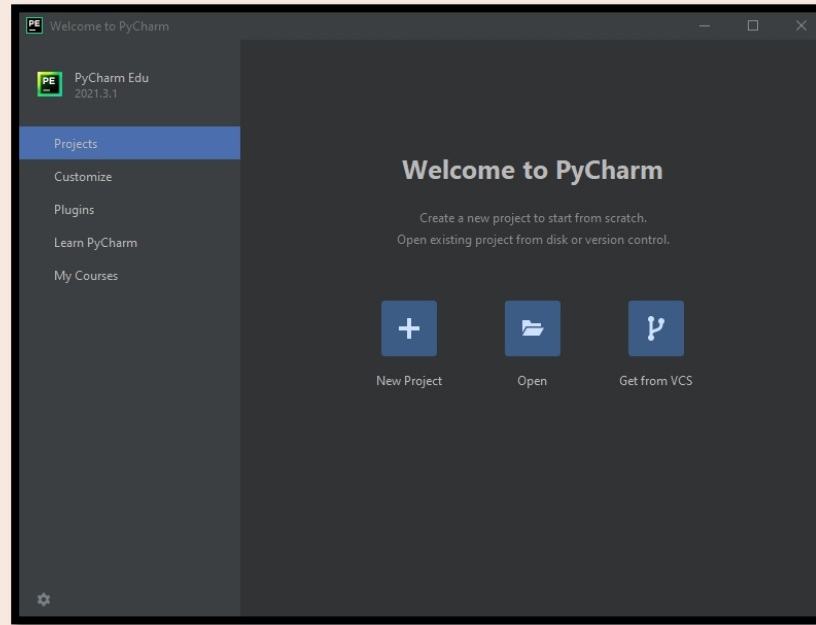 PE Welcome to PyCharm
PE PyCharm Edu
2021.3.1
Projects
Customize
Plugins
Learn PyCharm
My Courses
Welcome to PyCharm
Create a new project to start from scratch.
Open existing project from disk or version control.
New Project Open Get from VCS